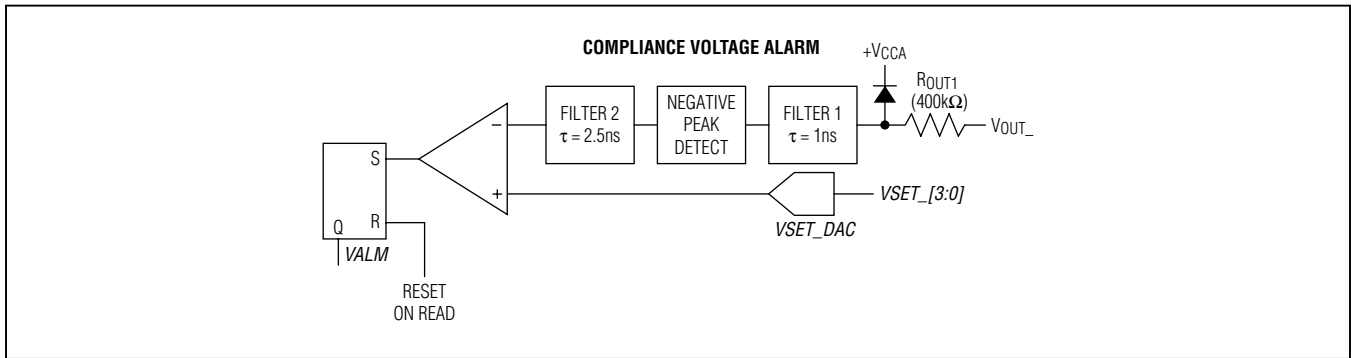 COMPLIANCE VOLTAGE ALARM
+VCCA
ROUT1
(400kΩ)
VOUT_
FILTER 1
τ = 1ns
NEGATIVE
PEAK
DETECT
FILTER 2
τ = 2.5ns
−
+
VSET_[3:0]
VSET_DAC
S
R
Q
VALM
RESET
ON READ